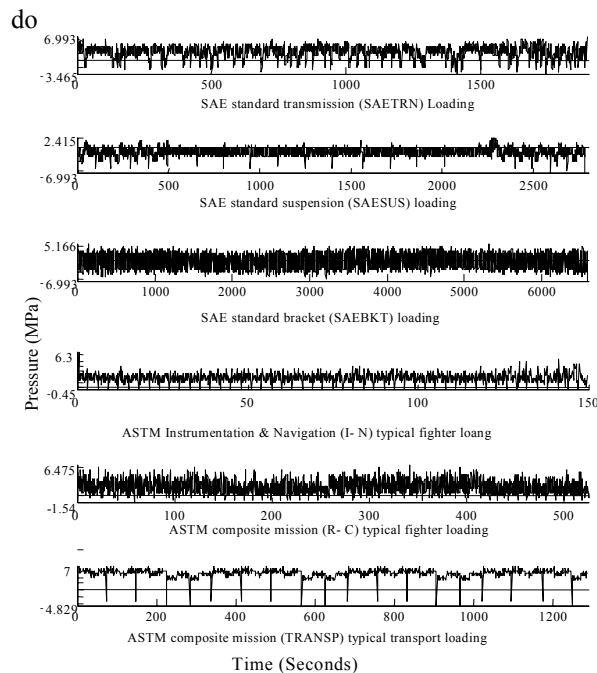 do
6.993
-3.465
0 500 1000 1500
SAE standard transmission (SAETRN) Loading
2.415
-6.993
0 500 1000 1500 2000 2500
SAE standard suspension (SAESUS) loading
5.166
-6.993
0 1000 2000 3000 4000 5000 6000
SAE standard bracket (SAEBKT) loading
Pressure (MPa)
6.3
-0.45
0 50 100 150
ASTM Instrumentation & Navigation (I- N) typical fighter loang
6.475
-1.54
0 100 200 300 400 500
ASTM composite mission (R- C) typical fighter loading
7
-4.829
0 200 400 600 800 1000 1200
ASTM composite mission (TRANSP) typical transport loading
Time (Seconds)